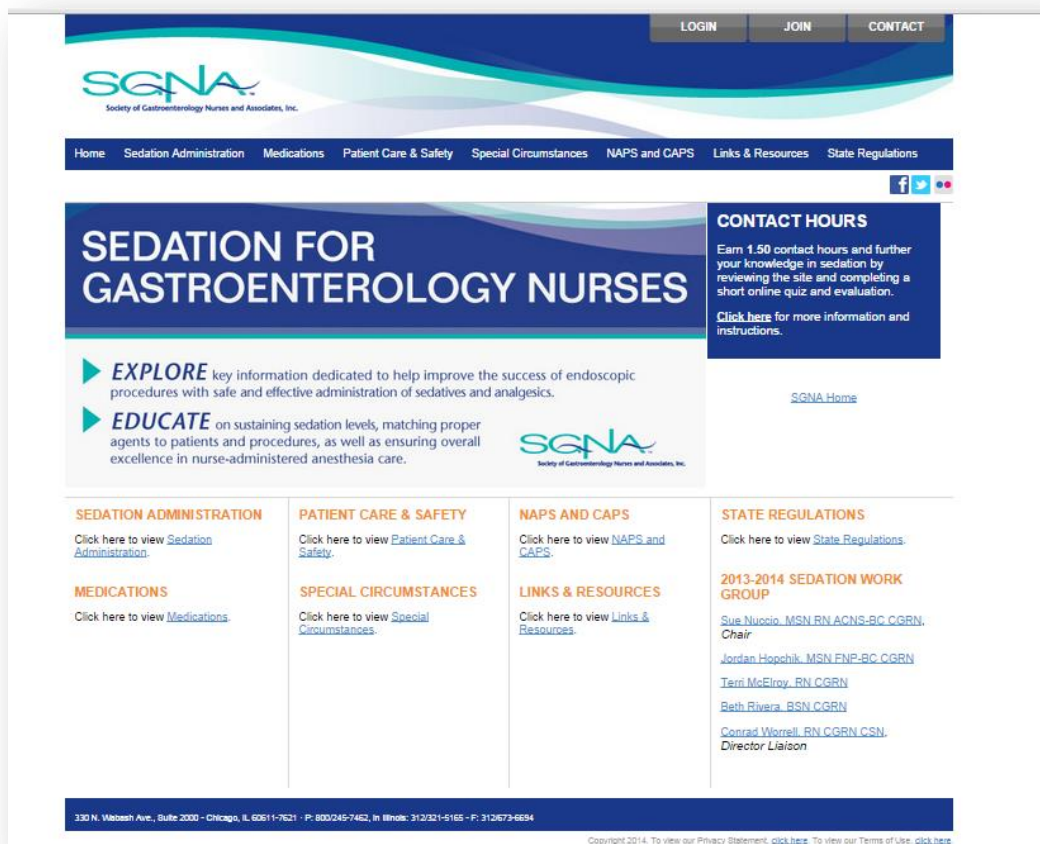 LOGIN JOIN CONTACT
SGNA
Society of Gastroenterology Nurses and Associates, Inc.
Home Sedation Administration Medications Patient Care & Safety Special Circumstances NAPS and CAPS Links & Resources State Regulations
SEDATION FOR
GASTROENTEROLOGY NURSES
EXPLORE key information dedicated to help improve the success of endoscopic
procedures with safe and effective administration of sedatives and analgesics.
EDUCATE on sustaining sedation levels, matching proper
agents to patients and procedures, as well as ensuring overall
excellence in nurse-administered anesthesia care.
SGNA
Society of Gastroenterology Nurses and Associates, Inc.
CONTACT HOURS
Earn 1.50 contact hours and further
your knowledge in sedation by
reviewing the site and completing a
short online quiz and evaluation.
Click here for more information and
instructions.
SGNA Home
SEDATION ADMINISTRATION
Click here to view Sedation
Administration.
MEDICATIONS
Click here to view Medications.
PATIENT CARE & SAFETY
Click here to view Patient Care &
Safety.
SPECIAL CIRCUMSTANCES
Click here to view Special
Circumstances.
NAPS AND CAPS
Click here to view NAPS and
CAPS.
LINKS & RESOURCES
Click here to view Links &
Resources.
STATE REGULATIONS
Click here to view State Regulations.
2013-2014 SEDATION WORK
GROUP
Sue Nuccio, MSN RN ACNS-BC CGRN,
Chair
Jordan Hopchik, MSN FNP-BC CGRN
Terri McElroy, RN CGRN
Beth Rivera, BSN CGRN
Conrad Worrell, RN CGRN CSN,
Director Liaison
330 N. Wabash Ave., Suite 2000 - Chicago, IL 60611-7621 · P: 800/245-7462, In Illinois: 312/321-5165 - F: 312/673-6694
Copyright 2014. To view our Privacy Statement, click here. To view our Terms of Use, click here.